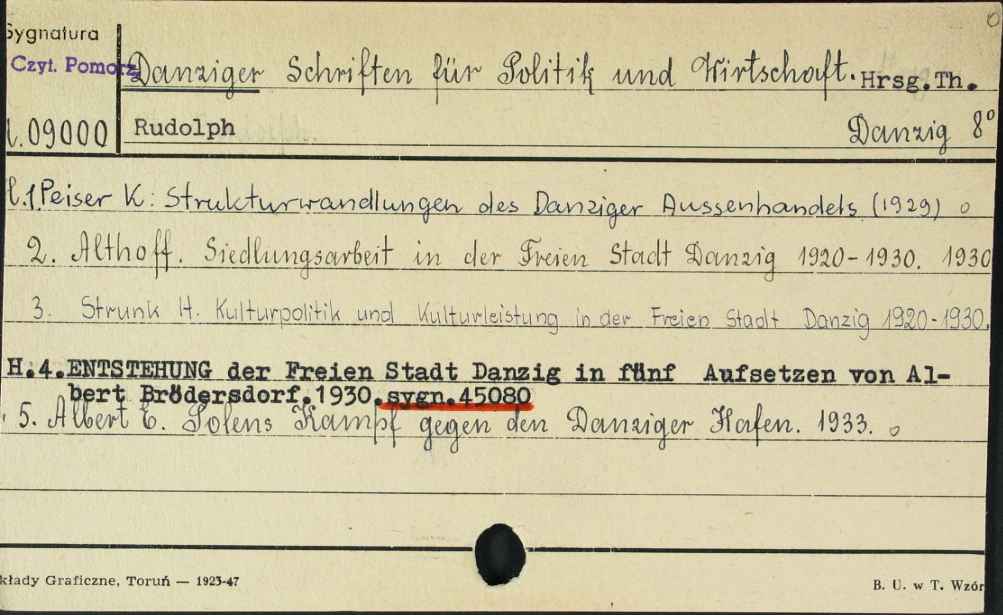 Sygnatura
Czyt. Pomorz.
Danziger Schriften für Politik und Wirtschaft. Hrsg. Th.
09000 Rudolph Danzig 8°
1. Peiser K: Strukturwandlungen des Danziger Aussenhandels (1929)
2. Althoff. Siedlungsarbeit in der Freien Stadt Danzig 1920-1930. 1930
3. Strunk H. Kulturpolitik und Kulturleistung in der Freien Stadt Danzig 1920-1930.
H.4. ENTSTEHUNG der Freien Stadt Danzig in fünf Aufsetzen von Al-
bert Brödersdorf. 1930. sygn. 45080
5. Albert E. Polens Kampf gegen den Danziger Hafen. 1933.
kłady Graficzne, Toruń — 1923-47
B. U. w T. Wzór